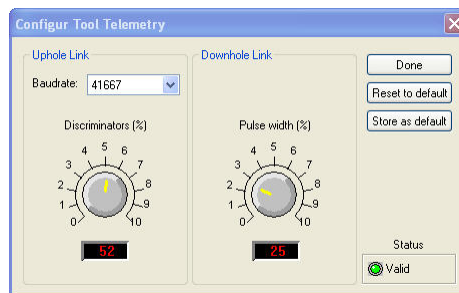 Configur Tool Telemetry
Uphole Link
Baudrate: 41667
Discriminators (%)
0 1 2 3 4 5 6 7 8 9 10
52
Downhole Link
Pulse width (%)
0 1 2 3 4 5 6 7 8 9 10
25
Done
Reset to default
Store as default
Status
Valid